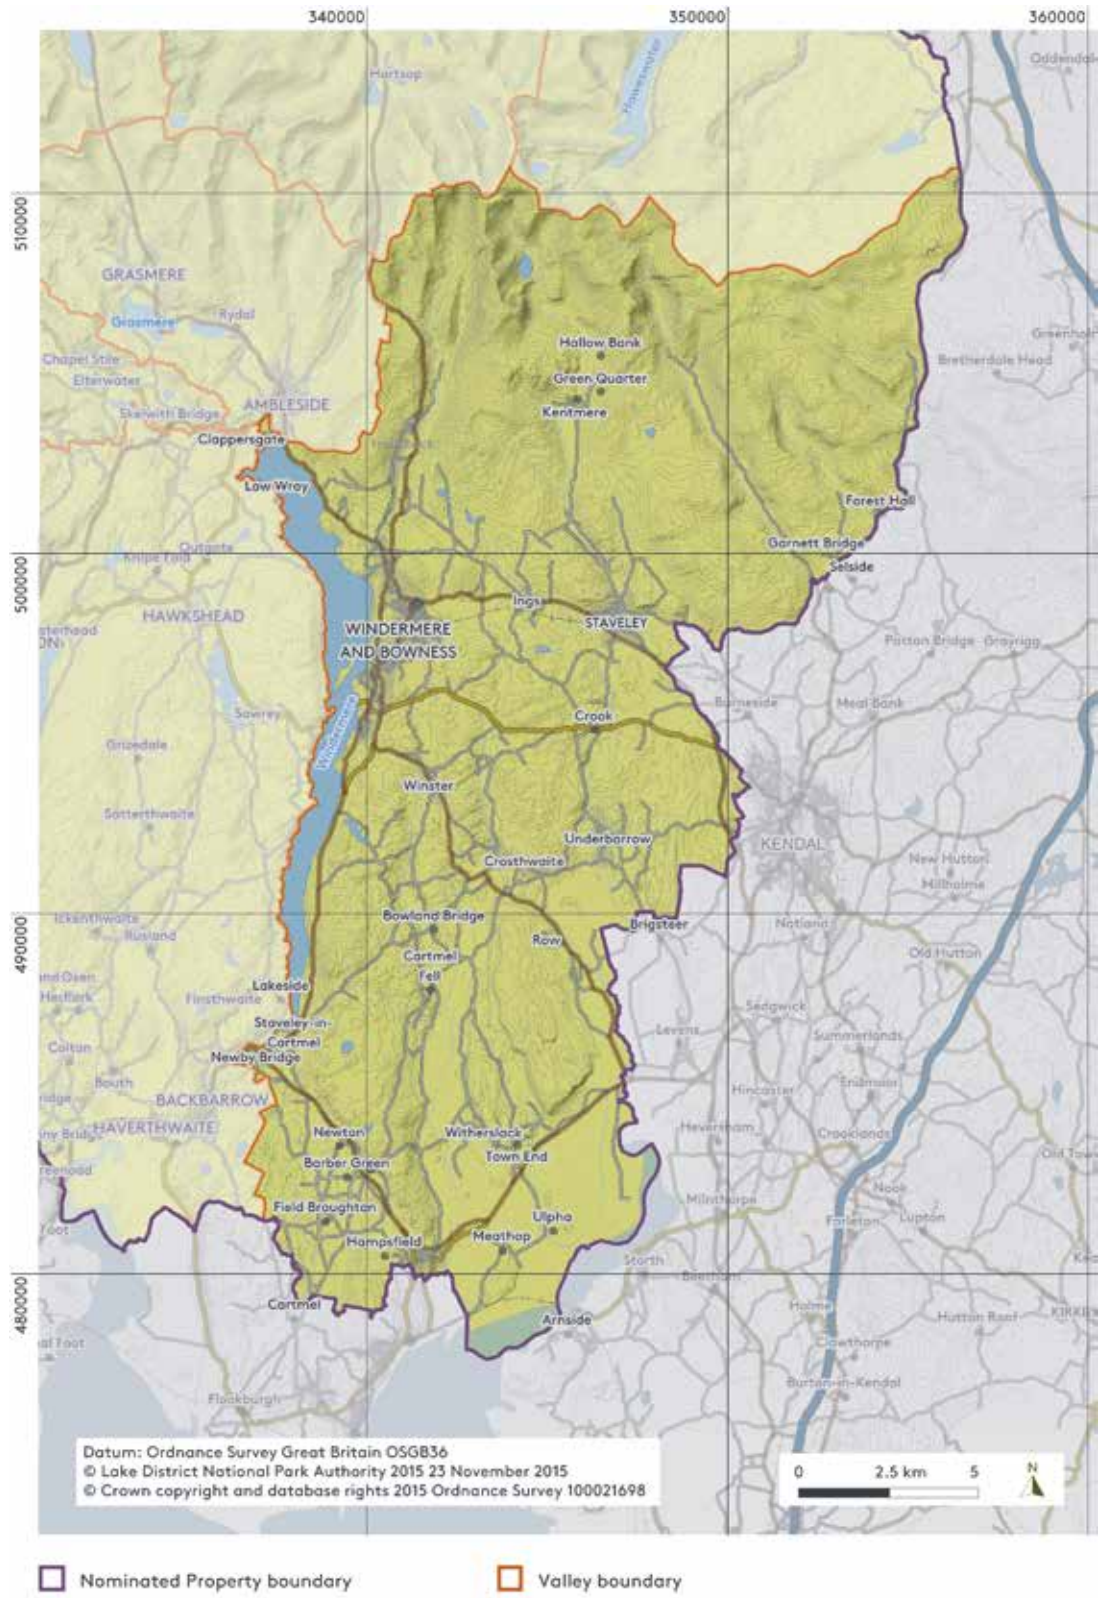 340000
350000
360000
Hartsop
Haweswater
510000
GRASMERE
Grasmere
Rydal
Chapel Stile
Elterwater
Skelwith Bridge
AMBLESIDE
Clappersgate
Low Wray
Hallow Bank
Green Quarter
Kentmere
Bretherdale Head
Forest Hall
Garnett Bridge
Selside
500000
Knipe Fold
Outgate
HAWKSHEAD
Ings
STAVELEY
WINDERMERE
AND BOWNESS
Patton Bridge
Grayrigg
Burneside
Meal Bank
Sawrey
Windermere
Crook
Grizedale
Winster
Satterthwaite
Underbarrow
KENDAL
Crosthwaite
New Hutton
Millholme
490000
Ickenthwaite
Rusland
Bowland Bridge
Brigsteer
Natland
Row
Old Hutton
Cartmel
Fell
Lakeside
Finsthwaite
Sedgwick
Staveley-in-
Cartmel
Levens
Summerlands
Newby Bridge
Colton
Bouth
Hincaster
Endmoor
BACKBARROW
HAVERTHWAITE
Newton
Witherslack
Heversham
Crooklands
Town End
Barber Green
Milnthorpe
Nook
Field Broughton
Ulpha
Farleton
Lupton
Hampsfield
Meathop
Storth
Beetham
480000
Cartmel
Arnside
Holme
Hutton Roof
Clawthorpe
Burton-in-Kendal
Flookburgh
Datum: Ordnance Survey Great Britain OSGB36
© Lake District National Park Authority 2015 23 November 2015
© Crown copyright and database rights 2015 Ordnance Survey 100021698
0 2.5 km 5
N
Nominated Property boundary
Valley boundary